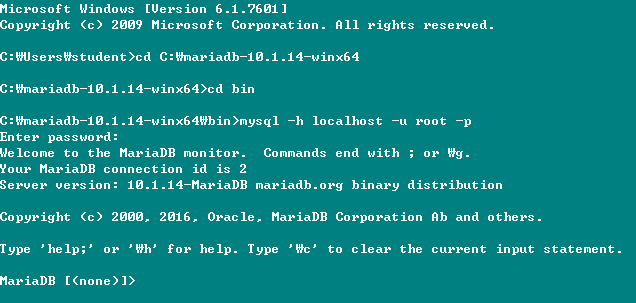 Microsoft Windows [Version 6.1.7601]
Copyright (c) 2009 Microsoft Corporation. All rights reserved.
C:₩Users₩student>cd C:₩mariadb-10.1.14-winx64
C:₩mariadb-10.1.14-winx64>cd bin
C:₩mariadb-10.1.14-winx64₩bin>mysql -h localhost -u root -p
Enter password:
Welcome to the MariaDB monitor.  Commands end with ; or ₩g.
Your MariaDB connection id is 2
Server version: 10.1.14-MariaDB mariadb.org binary distribution
Copyright (c) 2000, 2016, Oracle, MariaDB Corporation Ab and others.
Type 'help;' or '₩h' for help. Type '₩c' to clear the current input statement.
MariaDB [(none)]>